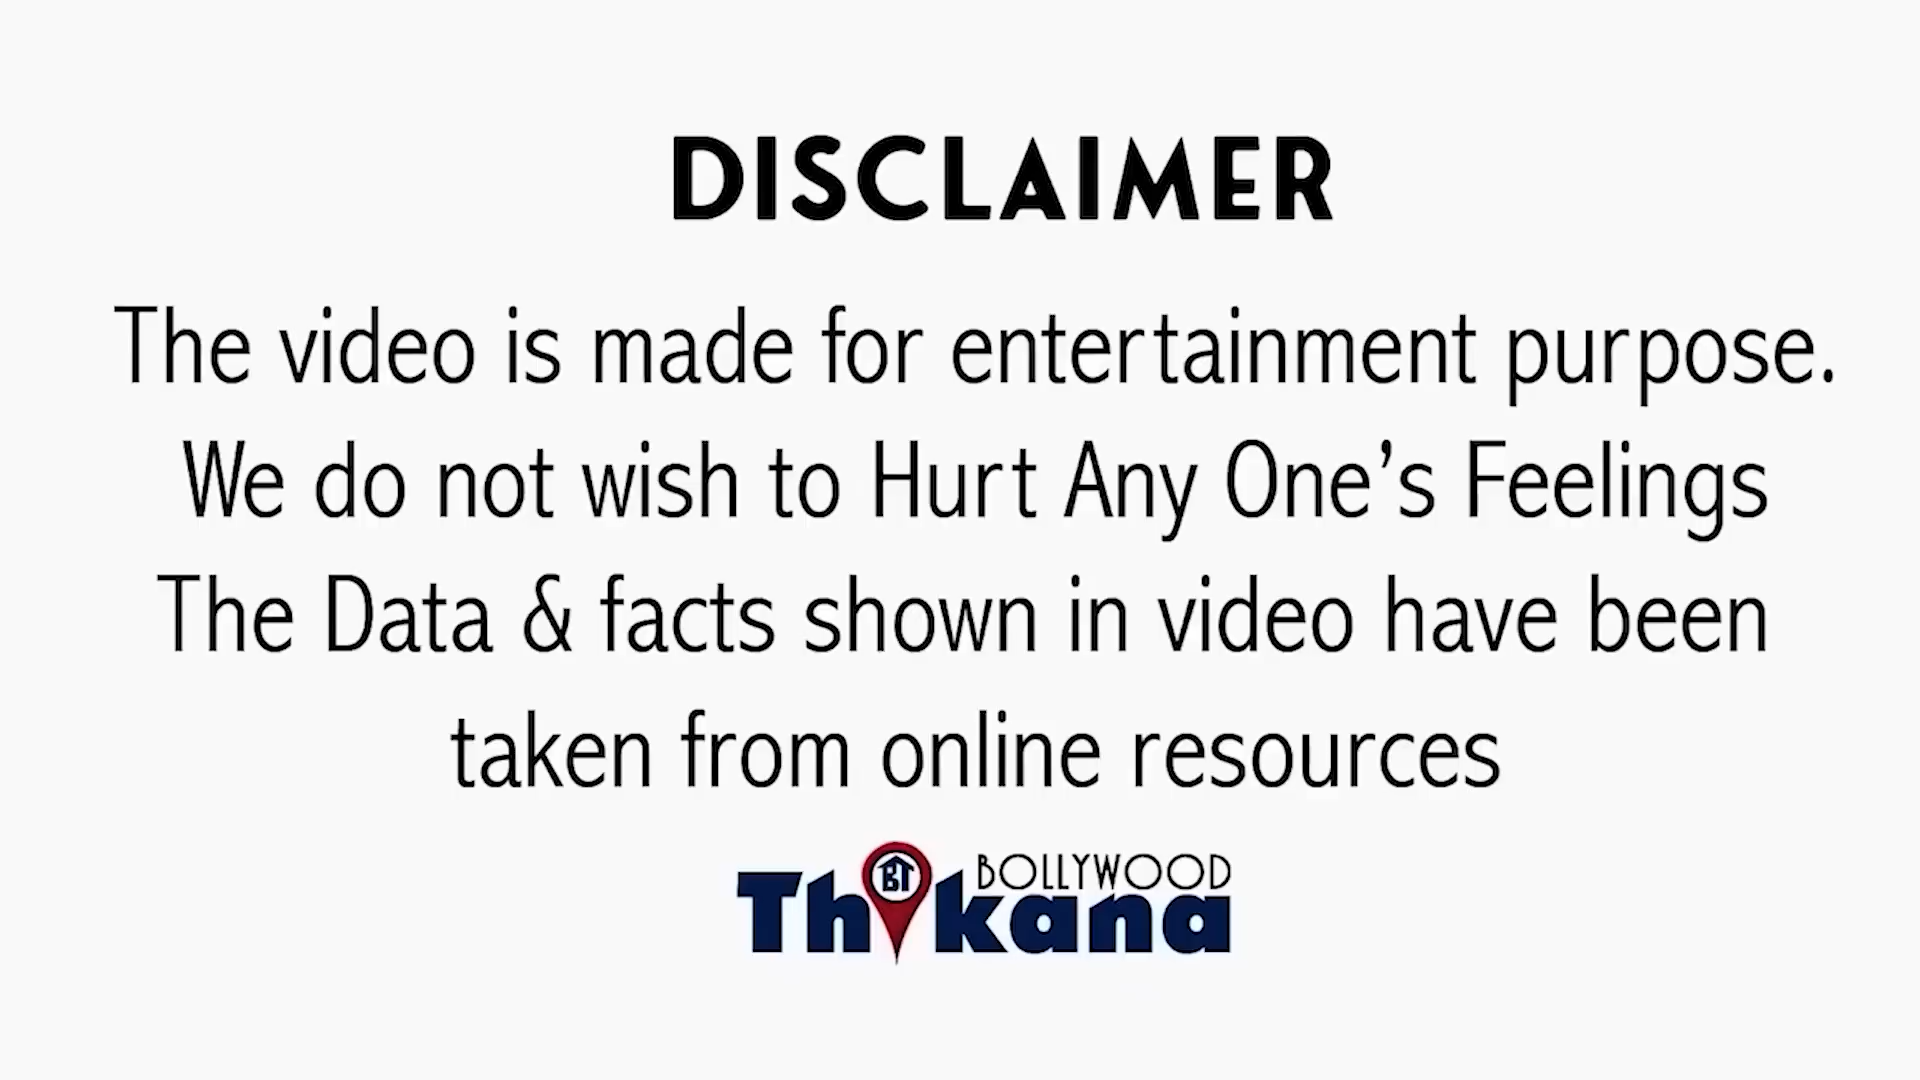 DISCLAIMER
The video is made for entertainment purpose.
We do not wish to Hurt Any One’s Feelings
The Data & facts shown in video have been
taken from online resources
BOLLYWOOD
Thikana
BT